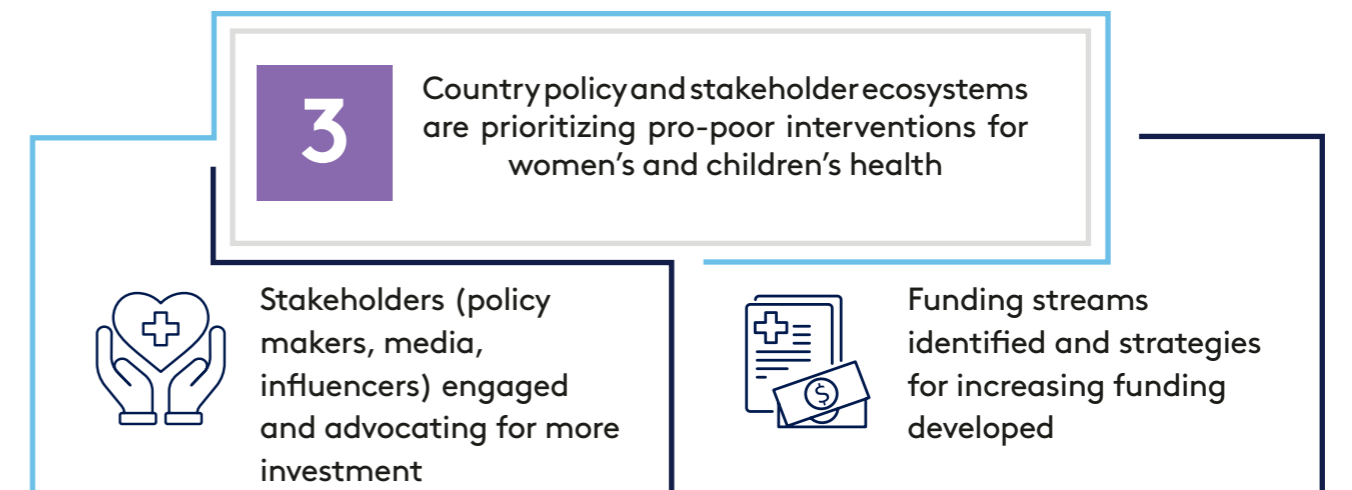 3
Country policy and stakeholder ecosystems
are prioritizing pro-poor interventions for
women’s and children’s health
Stakeholders (policy
makers, media,
influencers) engaged
and advocating for more
investment
$
Funding streams
identified and strategies
for increasing funding
developed